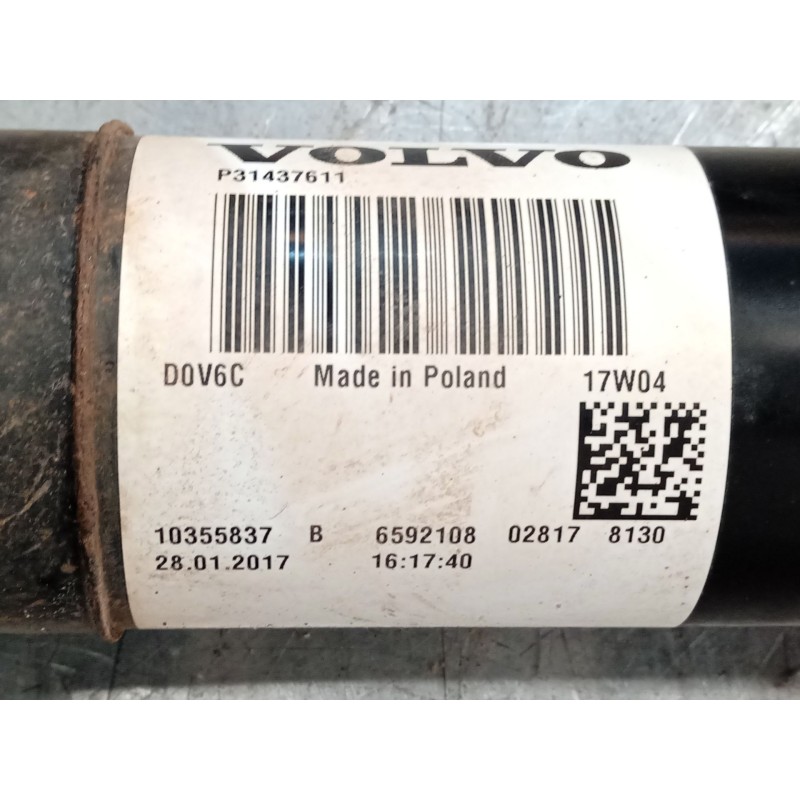 VOLVO
P31437611
D0V6C Made in Poland 17W04
10355837 B 6592108 02817 8130
28.01.2017 16:17:40